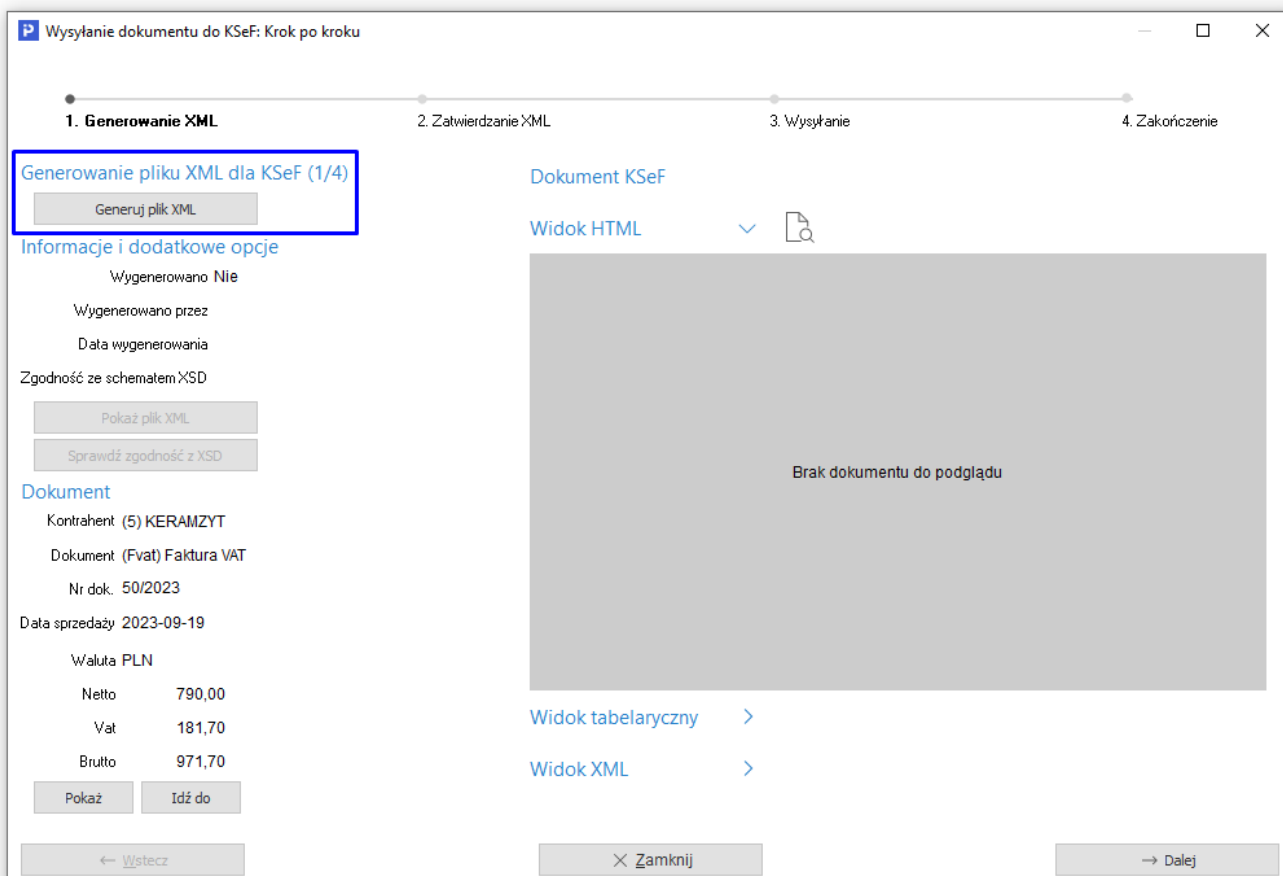 Wysyłanie dokumentu do KSeF: Krok po kroku
1. Generowanie XML
2. Zatwierdzanie XML
3. Wysyłanie
4. Zakończenie
Generowanie pliku XML dla KSeF (1/4)
Generuj plik XML
Informacje i dodatkowe opcje
Wygenerowano Nie
Wygenerowano przez
Data wygenerowania
Zgodność ze schematem XSD
Pokaż plik XML
Sprawdź zgodność z XSD
Dokument
Kontrahent (5) KERAMZYT
Dokument (Fvat) Faktura VAT
Nr dok. 50/2023
Data sprzedaży 2023-09-19
Waluta PLN
Netto 790,00
Vat 181,70
Brutto 971,70
Pokaż
Idź do
Dokument KSeF
Widok HTML
Brak dokumentu do podglądu
Widok tabelaryczny
Widok XML
← Wstecz
Zamknij
→ Dalej